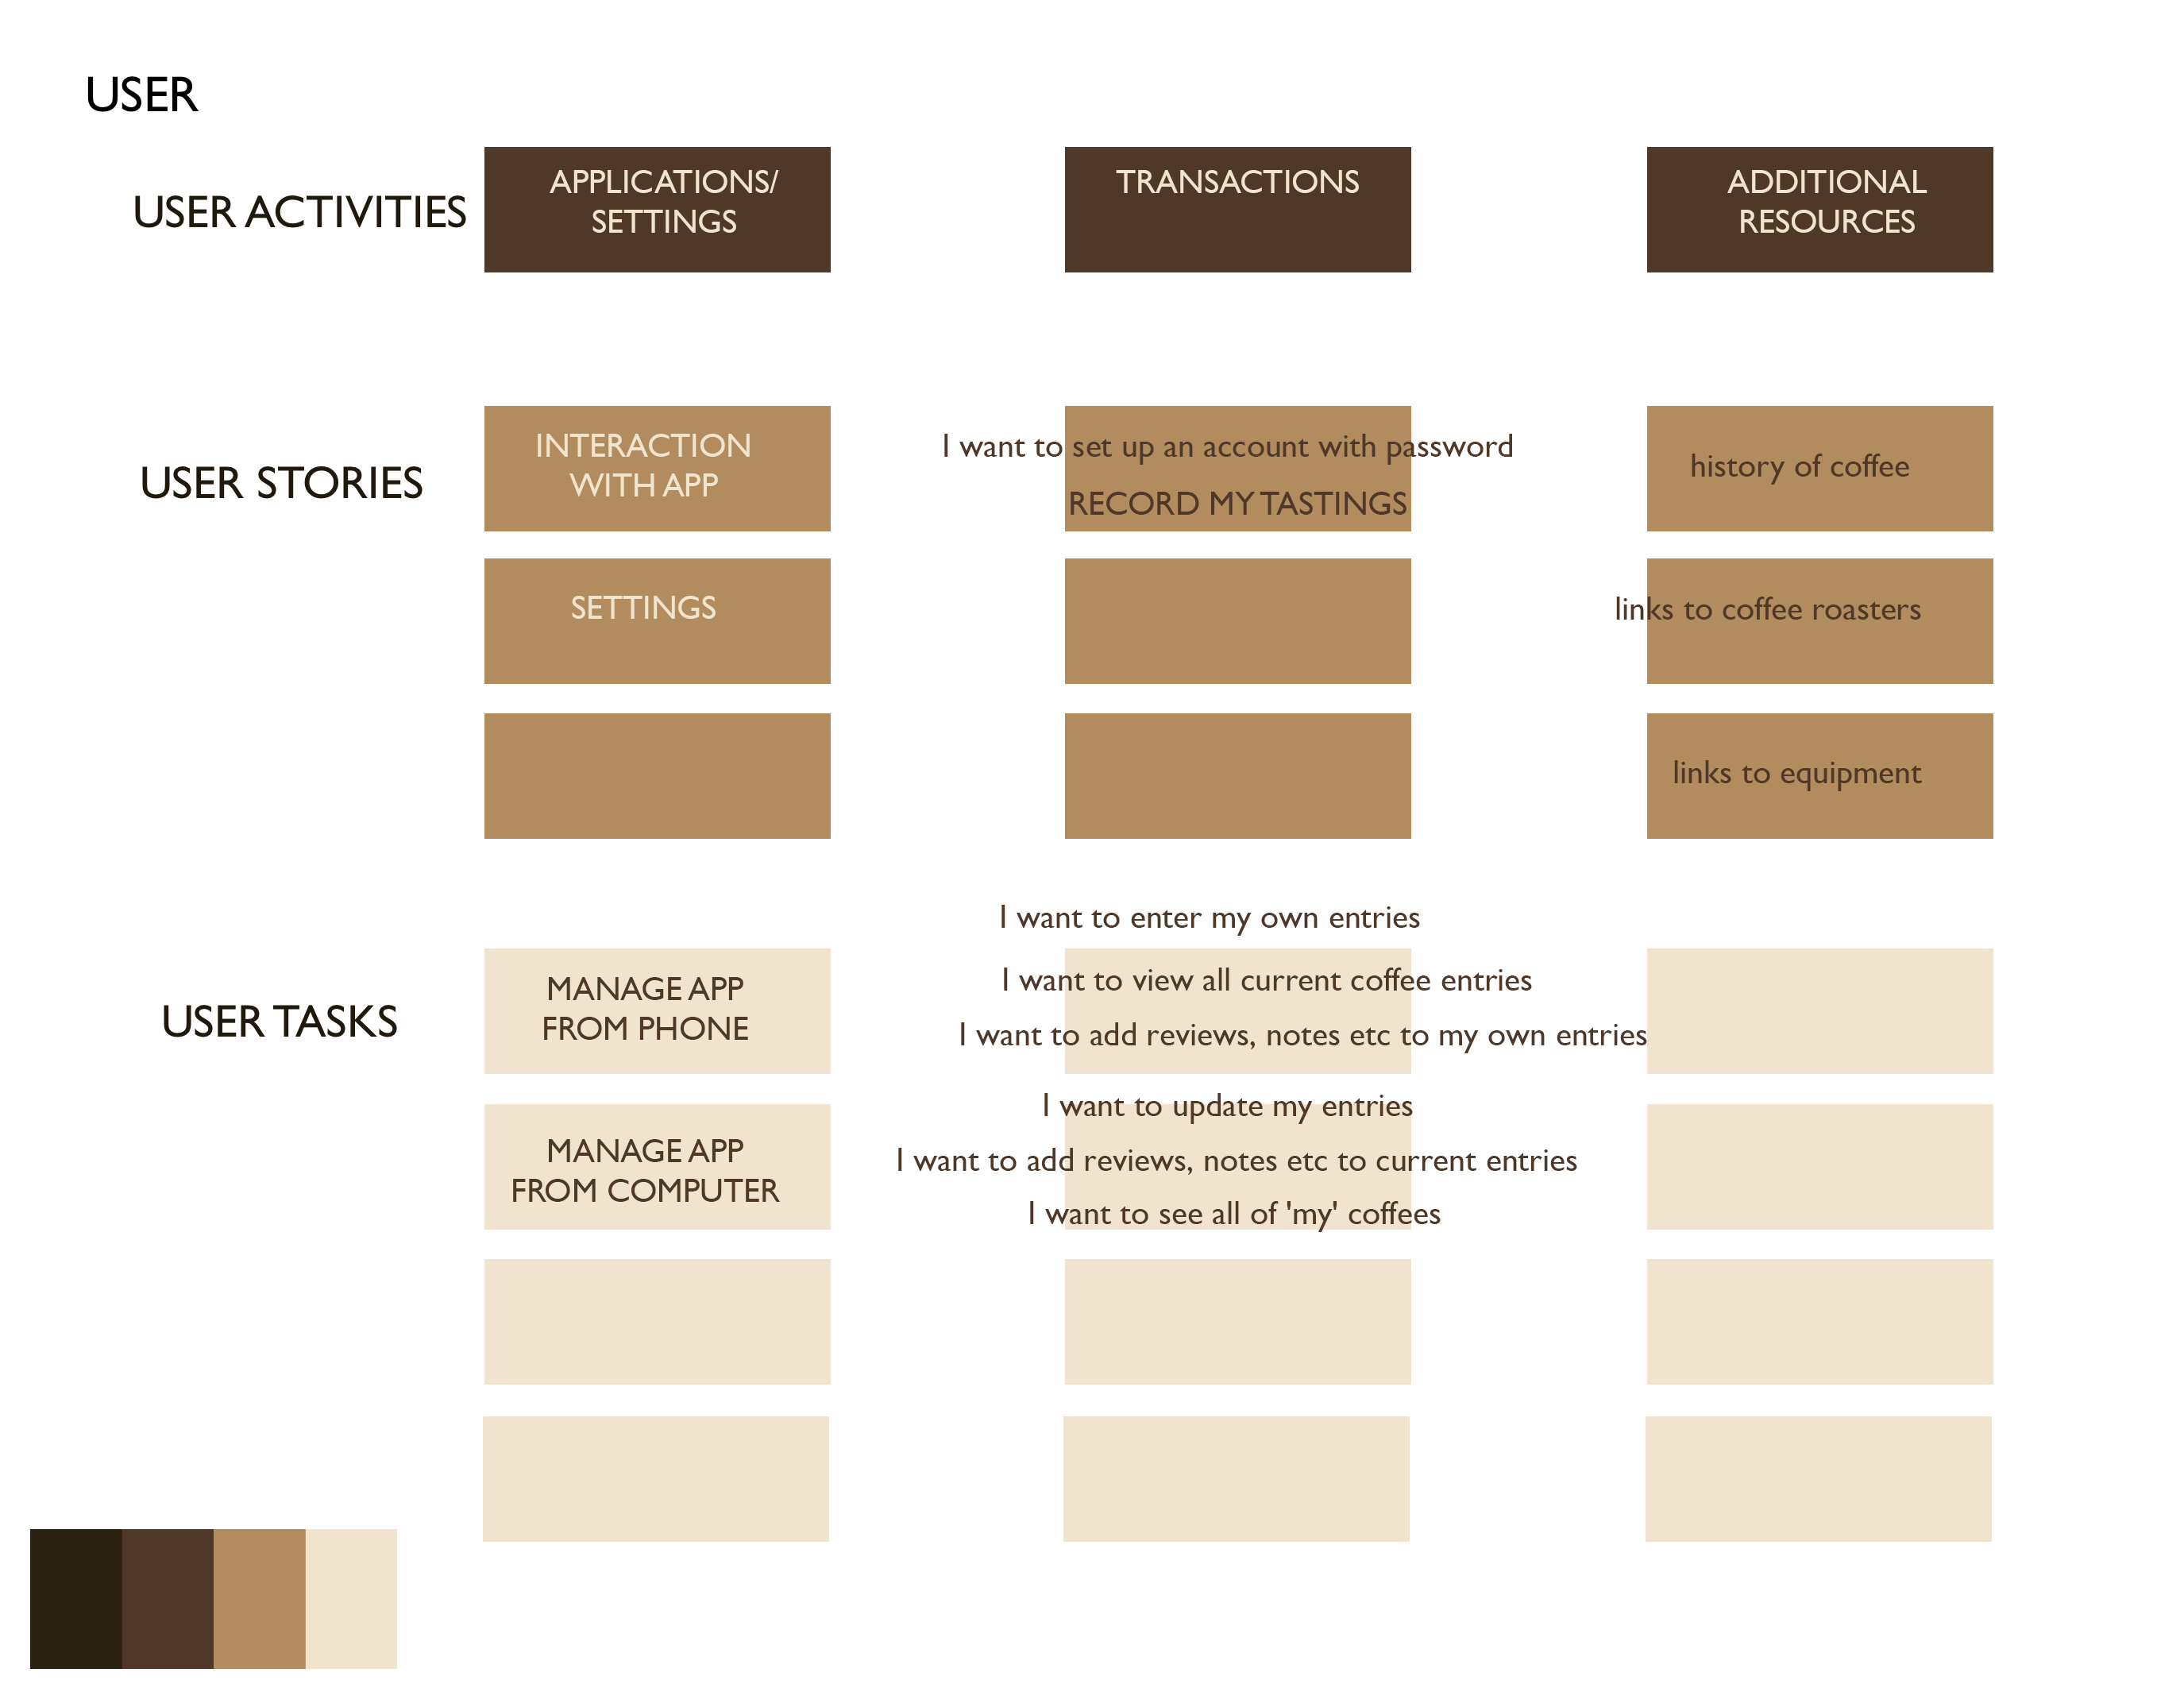 USER
USER ACTIVITIES
APPLICATIONS/
SETTINGS
TRANSACTIONS
ADDITIONAL
RESOURCES
USER STORIES
INTERACTION
WITH APP
I want to set up an account with password
RECORD MY TASTINGS
history of coffee
SETTINGS
links to coffee roasters
links to equipment
USER TASKS
MANAGE APP
FROM PHONE
I want to enter my own entries
I want to view all current coffee entries
I want to add reviews, notes etc to my own entries
MANAGE APP
FROM COMPUTER
I want to update my entries
I want to add reviews, notes etc to current entries
I want to see all of 'my' coffees